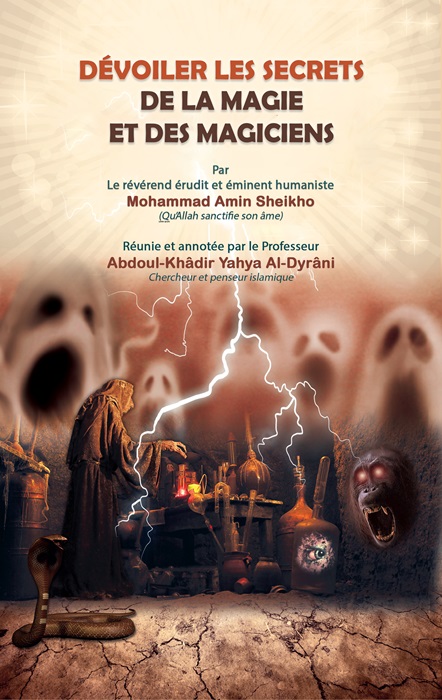 DÉVOILER LES SECRETS
DE LA MAGIE
ET DES MAGICIENS
Par
Le révérend érudit et éminent humaniste
Mohammad Amin Sheikho
(Qu'Allah sanctifie son âme)
Réunie et annotée par le Professeur
Abdoul-Khâdir Yahya Al-Dyrâni
Chercheur et penseur islamique